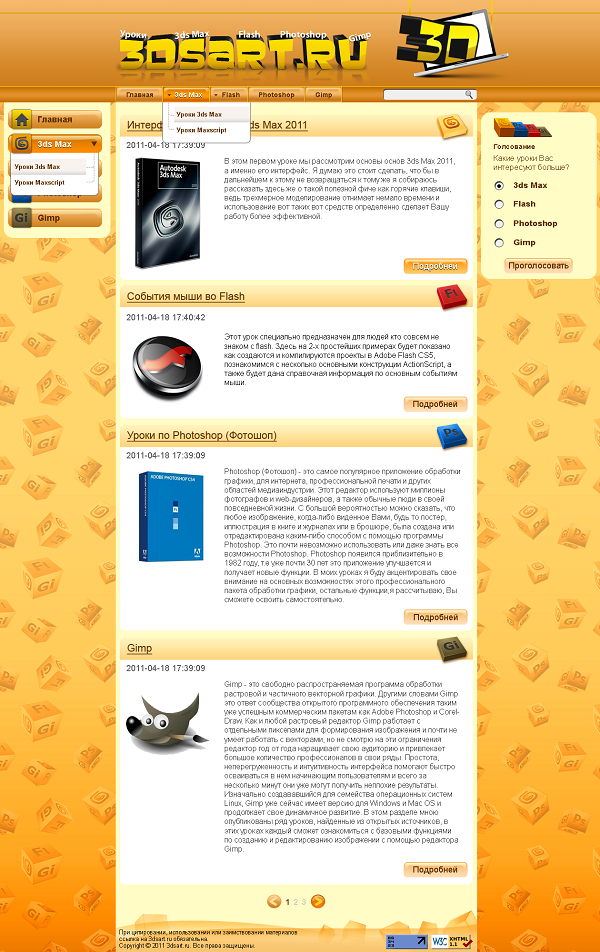 Уроки 3ds Max Flash Photoshop Gimp
3DSART.RU
3D
Главная 3ds Max Flash Photoshop Gimp
Уроки 3ds Max
Уроки Maxscript
Главная
3ds Max
Уроки 3ds Max
Уроки Maxscript
Gimp
ds Max 2011
2011-04-18 17:39:09
Autodesk
3ds Max
В этом первом уроке мы рассмотрим основы основ 3ds Max 2011,
а именно его интерфейс. Я думаю это стоит сделать, что бы в
дальнейшем к этому не возвращаться к тому же я собираюсь
рассказать здесь же о такой полезной фиче как горячие клавиши,
ведь трехмерное моделирование отнимает немало времени и
использование вот таких вот средств определенно сделает Вашу
работу более эффективной.
Подробней
События мыши во Flash
Fl
2011-04-18 17:40:42
Этот урок специально предназначен для людей кто совсем не
знаком с flash. Здесь на 2-х простейших примерах будет показано
как создаются и компилируются проекты в Adobe Flash CS5,
познакомимся с несколько основными конструкции ActionScript, а
также будет дана справочная информация по основным событиям
мыши.
Подробней
Уроки по Photoshop (Фотошоп)
Ps
2011-04-18 17:39:09
ADOBE PHOTOSHOP CS4
Photoshop (Фотошоп) - это самое популярное приложение обработки
графики, для интернета, профессиональной печати и других
областей медиаиндустрии. Этот редактор используют миллионы
фотографов и web-дизайнеров, а также обычные люди в своей
повседневной жизни. С большой вероятностью можно сказать, что
любое изображение, когда-либо виденное Вами, будь то постер,
иллюстрация в книге и журналах или в брошюре, была создана или
отредактирована каким-либо способом с помощью программы
Photoshop. Это почти невозможно использовать или даже знать все
возможности Photoshop. Photoshop появился приблизительно в
1982 году, т.е уже почти 30 лет это приложение улучшается и
получает новые функции. В моих уроках я буду акцентировать свое
внимание на основных возможностях этого профессионального
пакета обработки графики, остальные функции,я рассчитываю, Вы
сможете освоить самостоятельно.
Подробней
Gimp
Gi
2011-04-18 17:39:09
Gimp - это свободно распространяемая программа обработки
растровой и частичного векторной графики. Другими словами Gimp
это ответ сообщества открытого программного обеспечения таким
уже успешным коммерческим пакетам как Adobe Photoshop и Corel-
Draw. Как и любой растровый редактор Gimp работает с
отдельными пикселами для формирования изображения и почти не
умеет работать с векторами, но не смотря на эти ограничения
редактор год от года наращивает свою аудиторию и привлекает
большое количество профессионалов в свои ряды. Простота,
неперегруженность и интуитивность интерфейса помогают быстро
осваиваться в нем начинающим пользователям и всего за
несколько минут они уже могут получить неплохие результаты.
Изначально создававшийся для семейства операционных систем
Linux, Gimp уже сейчас имеет версию для Windows и Mac OS и
продолжает свое динамичное развитие. В этом разделе мною
опубликованы ряд уроков, найденные из открытых источников, в
этих уроках каждый сможет ознакомиться с базовыми функциями
по созданию и редактированию изображении с помощью редактора
Gimp.
Подробней
1 2 3
Голосование
Какие уроки Вас
интересуют больше?
3ds Max
Flash
Photoshop
Gimp
Проголосовать
При цитировании, использовании или заимствовании материалов
ссылка на 3dsart.ru обязательна.
Copyright © 2011 3dsart.ru. Все права защищены.
W3C XHTML 1.1